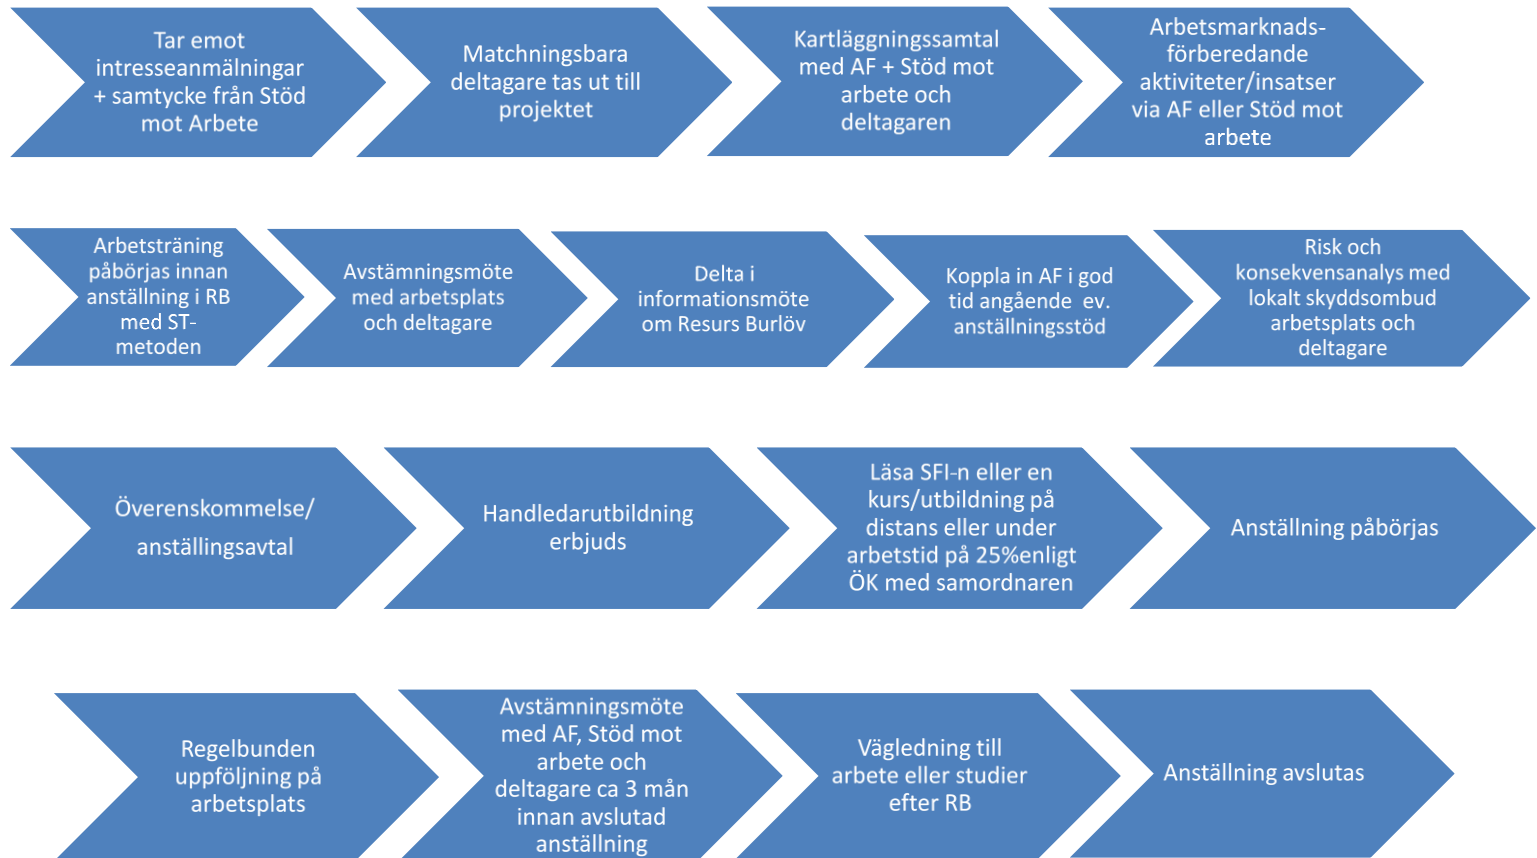 Tar emot
intresseanmälningar
+ samtycke från Stöd
mot Arbete
Matchningsbara
deltagare tas ut till
projektet
Kartläggningssamtal
med AF + Stöd mot
arbete och
deltagaren
Arbetsmarknads-
förberedande
aktiviteter/insatser
via AF eller Stöd mot
arbete
Arbetsträning
påbörjas innan
anställning i RB
med ST-
metoden
Avstämningsmöte
med arbetsplats
och deltagare
Delta i
informationsmöte
om Resurs Burlöv
Koppla in AF i god
tid angående ev.
anställningsstöd
Risk och
konsekvensanalys med
lokalt skyddsombud
arbetsplats och
deltagare
Överenskommelse/
anställingsavtal
Handledarutbildning
erbjuds
Läsa SFI-n eller en
kurs/utbildning på
distans eller under
arbetstid på 25%enligt
ÖK med samordnaren
Anställning påbörjas
Regelbunden
uppföljning på
arbetsplats
Avstämningsmöte
med AF, Stöd mot
arbete och
deltagare ca 3 mån
innan avslutad
anställning
Vägledning till
arbete eller studier
efter RB
Anställning avslutas